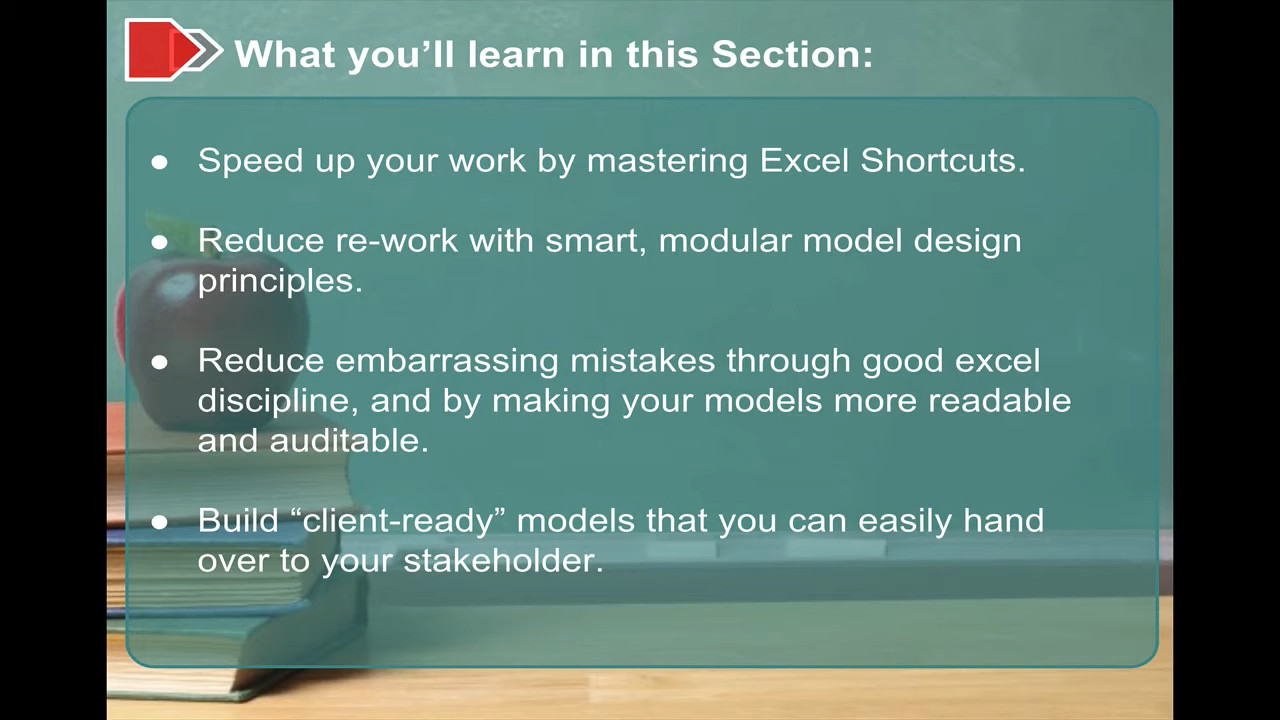 What you’ll learn in this Section:
● Speed up your work by mastering Excel Shortcuts.
● Reduce re-work with smart, modular model design
principles.
● Reduce embarrassing mistakes through good excel
discipline, and by making your models more readable
and auditable.
● Build “client-ready” models that you can easily hand
over to your stakeholder.